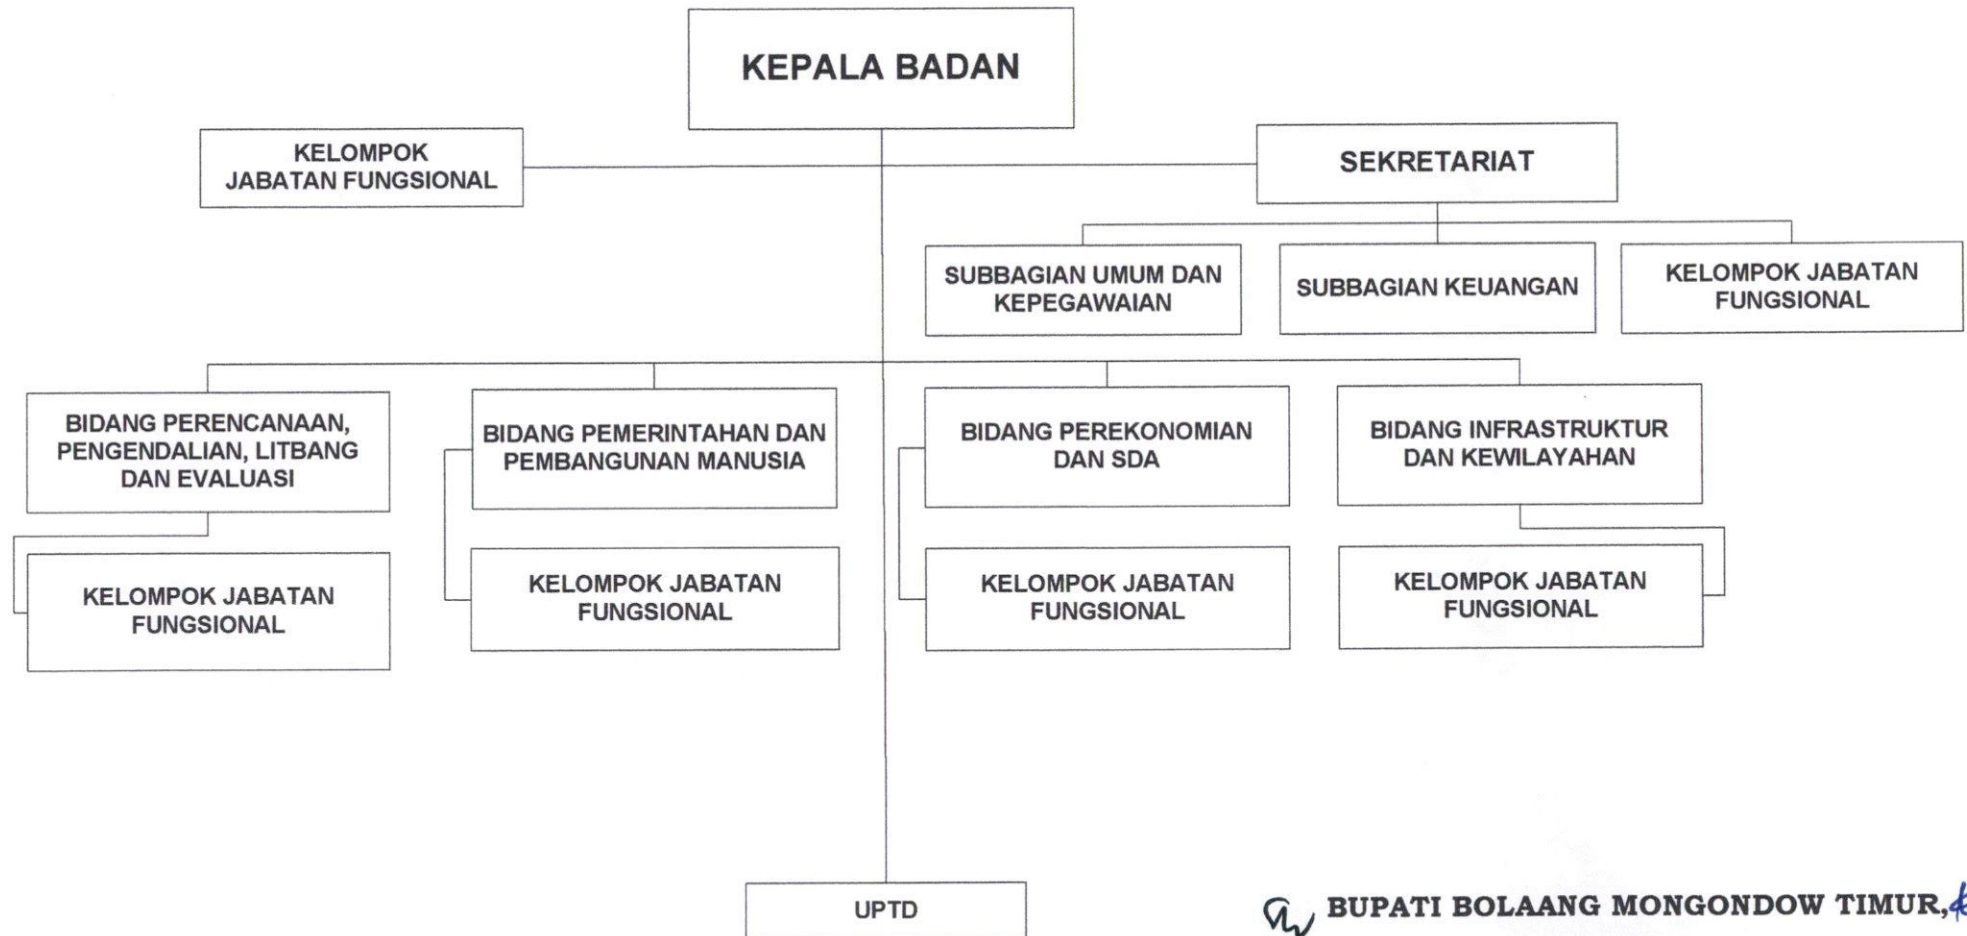 KEPALA BADAN
KELOMPOK
JABATAN FUNGSIONAL
SEKRETARIAT
SUBBAGIAN UMUM DAN
KEPEGAWAIAN
SUBBAGIAN KEUANGAN
KELOMPOK JABATAN
FUNGSIONAL
BIDANG PERENCANAAN,
PENGENDALIAN, LITBANG
DAN EVALUASI
BIDANG PEMERINTAHAN DAN
PEMBANGUNAN MANUSIA
BIDANG PEREKONOMIAN
DAN SDA
BIDANG INFRASTRUKTUR
DAN KEWILAYAHAN
KELOMPOK JABATAN
FUNGSIONAL
KELOMPOK JABATAN
FUNGSIONAL
KELOMPOK JABATAN
FUNGSIONAL
KELOMPOK JABATAN
FUNGSIONAL
UPTD
BUPATI BOLAANG MONGONDOW TIMUR,